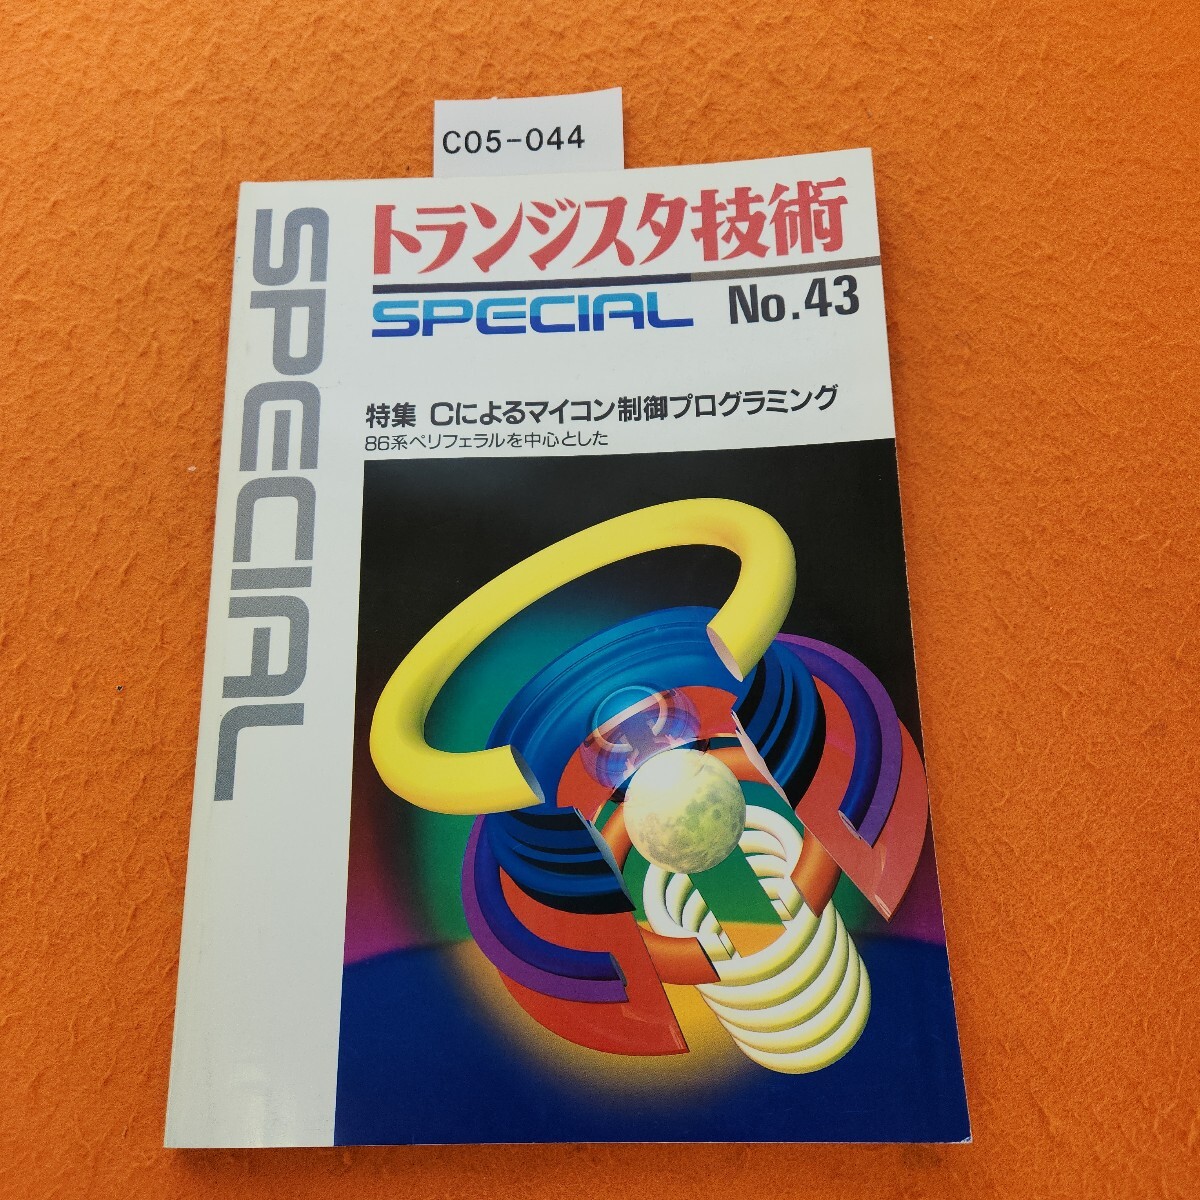 C05-044
トランジスタ技術
SPECIAL No.43
特集 Cによるマイコン制御プログラミング
86系ペリフェラルを中心とした
SPECIAL